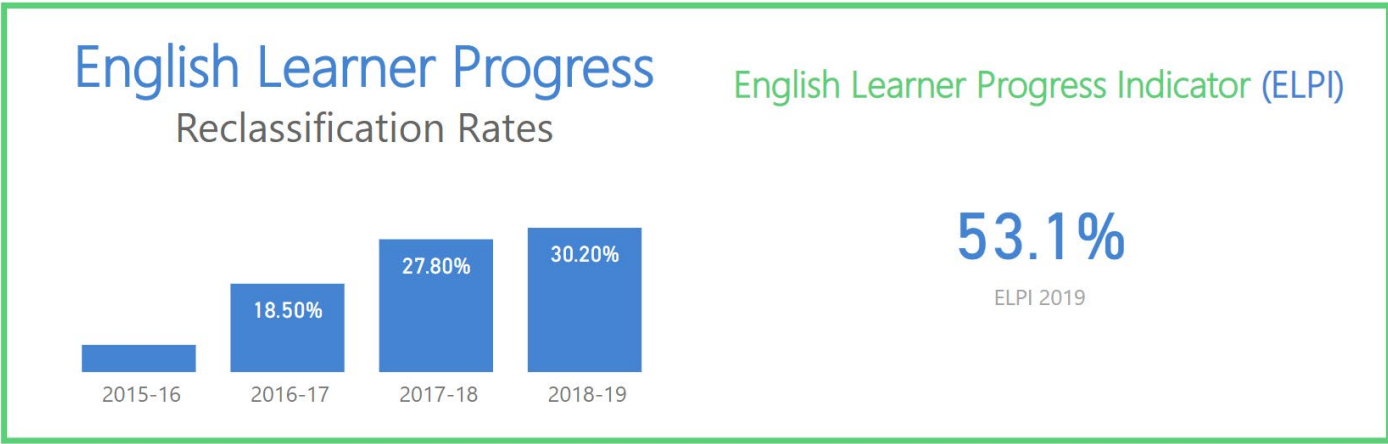 English Learner Progress
Reclassification Rates
27.80%
30.20%
18.50%
2015-16
2016-17
2017-18
2018-19
English Learner Progress Indicator (ELPI)
53.1%
ELPI 2019